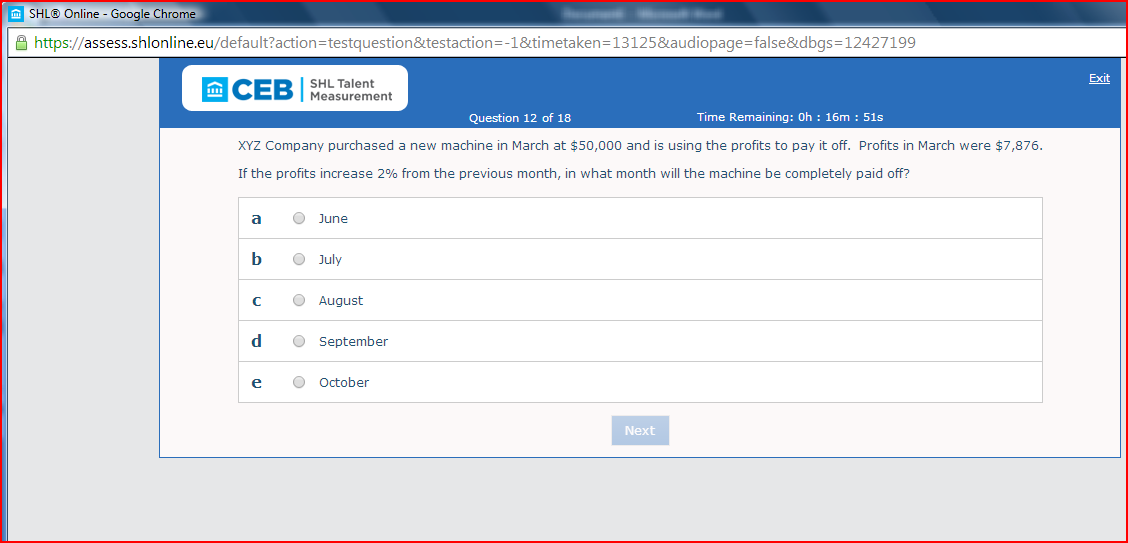 SHL® Online - Google Chrome
https://assess.shlonline.eu/default?action=testquestion&testaction=-1&timetaken=13125&audiopage=false&dbgs=12427199
CEB SHL Talent Measurement
Exit
Question 12 of 18 Time Remaining: 0h : 16m : 51s
XYZ Company purchased a new machine in March at $50,000 and is using the profits to pay it off. Profits in March were $7,876.
If the profits increase 2% from the previous month, in what month will the machine be completely paid off?
a June
b July
c August
d September
e October
Next